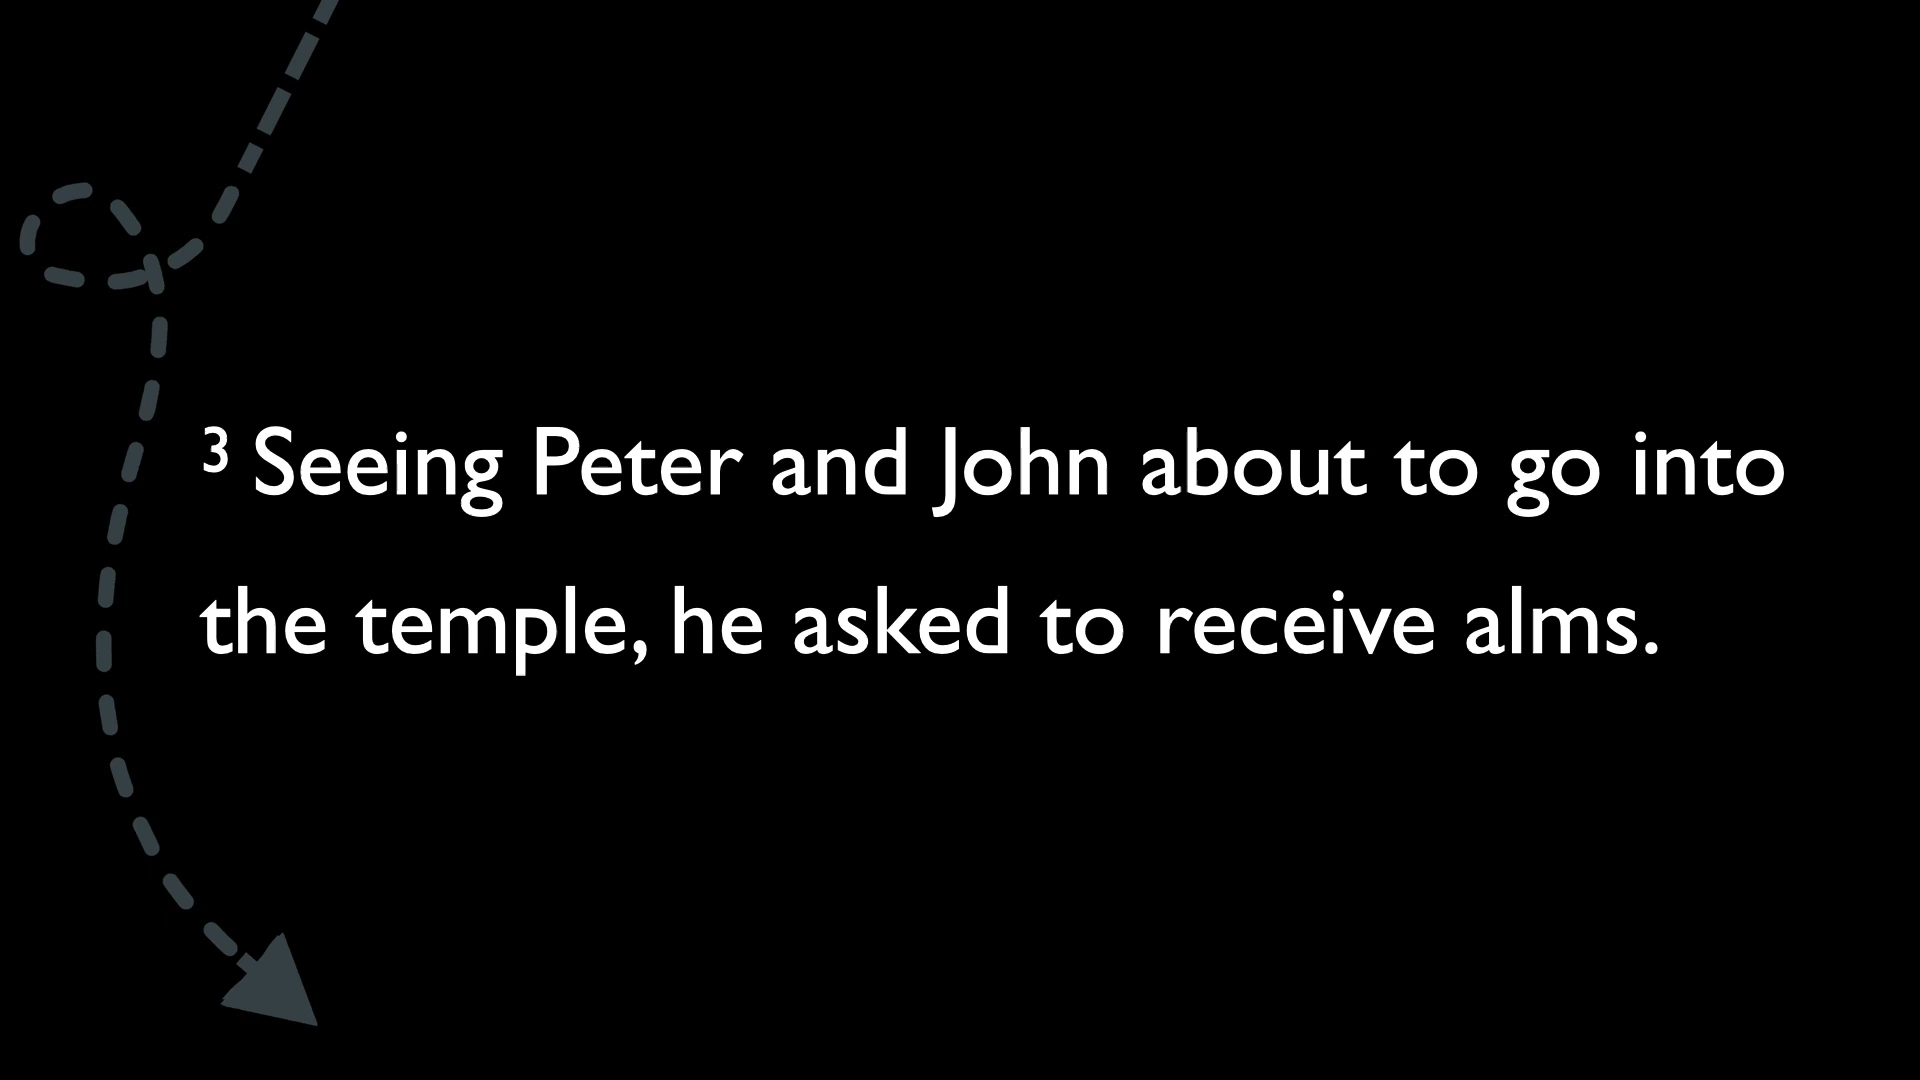 ³ Seeing Peter and John about to go into
the temple, he asked to receive alms.